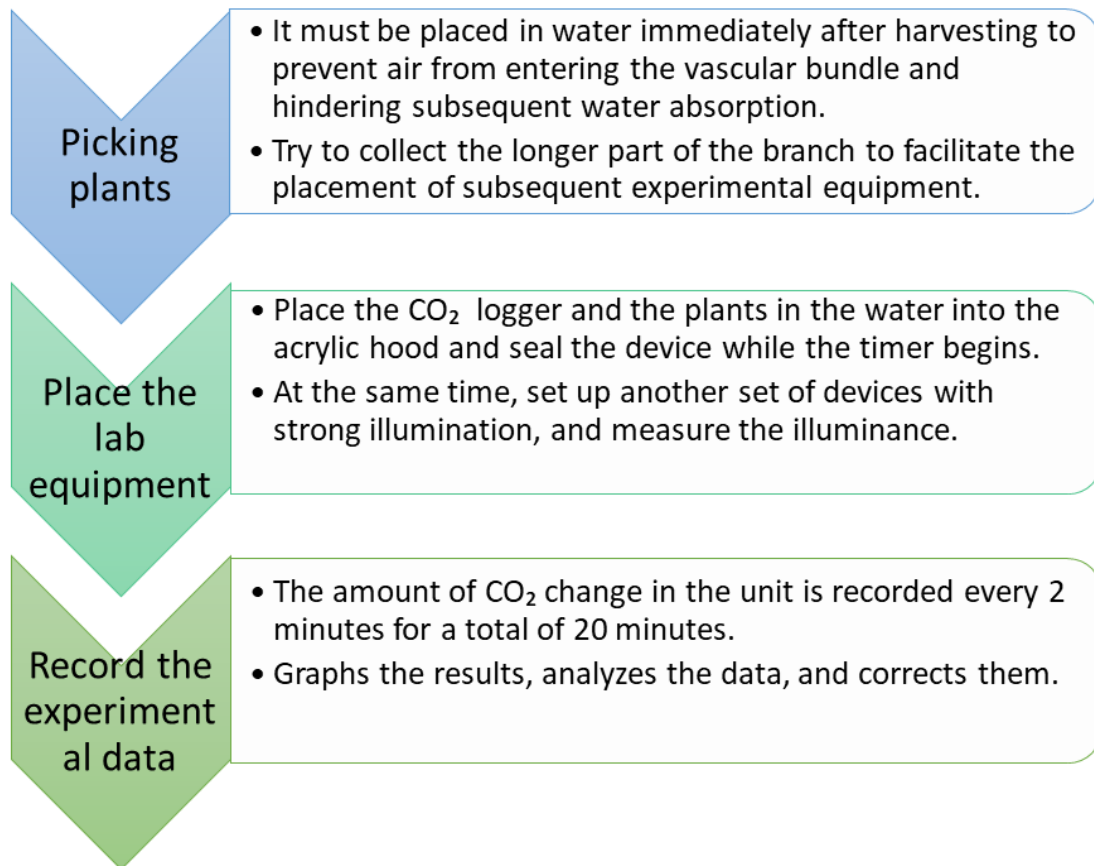 Picking
plants
• It must be placed in water immediately after harvesting to
prevent air from entering the vascular bundle and
hindering subsequent water absorption.
• Try to collect the longer part of the branch to facilitate the
placement of subsequent experimental equipment.
Place the
lab
equipment
• Place the CO₂ logger and the plants in the water into the
acrylic hood and seal the device while the timer begins.
• At the same time, set up another set of devices with
strong illumination, and measure the illuminance.
Record the
experiment
al data
• The amount of CO₂ change in the unit is recorded every 2
minutes for a total of 20 minutes.
• Graphs the results, analyzes the data, and corrects them.